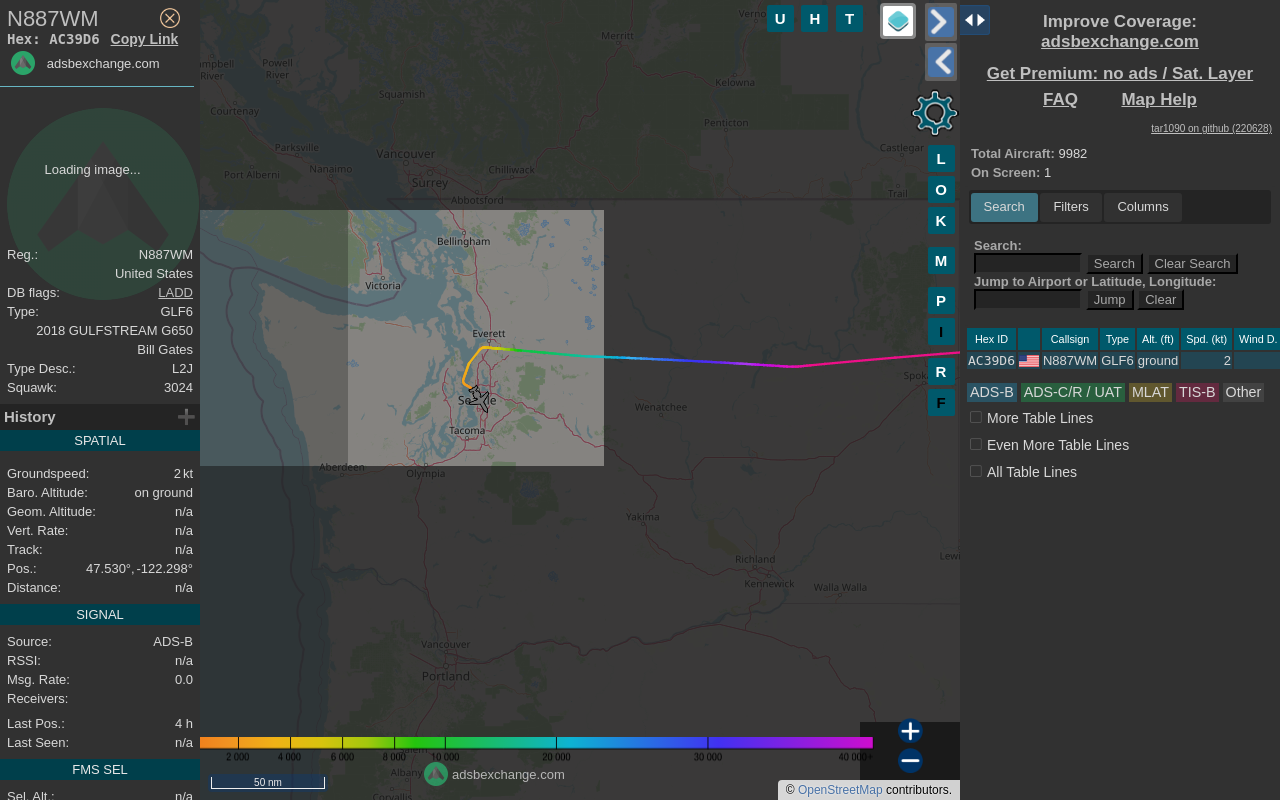 N887WM
Hex: AC39D6 Copy Link
adsbexchange.com
Loading image...
Reg.: N887WM
United States
DB flags: LADD
Type: GLF6
2018 GULFSTREAM G650
Bill Gates
Type Desc.: L2J
Squawk: 3024
History
SPATIAL
Groundspeed: 2 kt
Baro. Altitude: on ground
Geom. Altitude: n/a
Vert. Rate: n/a
Track: n/a
Pos.: 47.530°, -122.298°
Distance: n/a
SIGNAL
Source: ADS-B
RSSI: n/a
Msg. Rate: 0.0
Receivers:
Last Pos.: 4 h
Last Seen: n/a
FMS SEL
Sel. Alt.: n/a
U H T
L
O
K
M
P
I
R
F
Merritt
Powell
River
River
Kelowna
Squamish
Courtenay
Penticton
Parksville
Vancouver
Castlegar
Nanaimo
Port Alberni
Chilliwack
Surrey
Trail
Abbotsford
Bellingham
Victoria
Everett
Tacoma
Wenatchee
Aberdeen
Olympia
Yakima
Richland
Kennewick
Walla Walla
Vancouver
Portland
Albany
Corvallis
2 000 4 000 6 000 8 000 10 000 20 000 30 000 40 000+
50 nm
adsbexchange.com
© OpenStreetMap contributors.
Improve Coverage:
adsbexchange.com
Get Premium: no ads / Sat. Layer
FAQ Map Help
tar1090 on github (220628)
Total Aircraft: 9982
On Screen: 1
Search Filters Columns
Search:
Search Clear Search
Jump to Airport or Latitude, Longitude:
Jump Clear
Hex ID Callsign Type Alt. (ft) Spd. (kt) Wind D.
AC39D6 N887WM GLF6 ground 2
ADS-B ADS-C/R / UAT MLAT TIS-B Other
More Table Lines
Even More Table Lines
All Table Lines